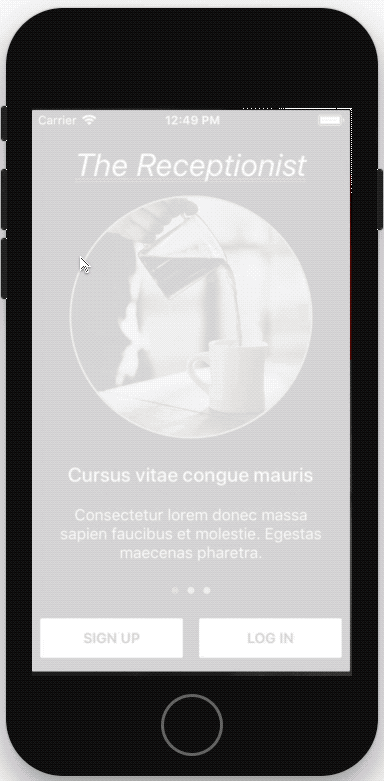 Carrier 12:49 PM
The Receptionist
Cursus vitae congue mauris
Consectetur lorem donec massa
sapien faucibus et molestie. Egestas
maecenas pharetra.
SIGN UP LOG IN